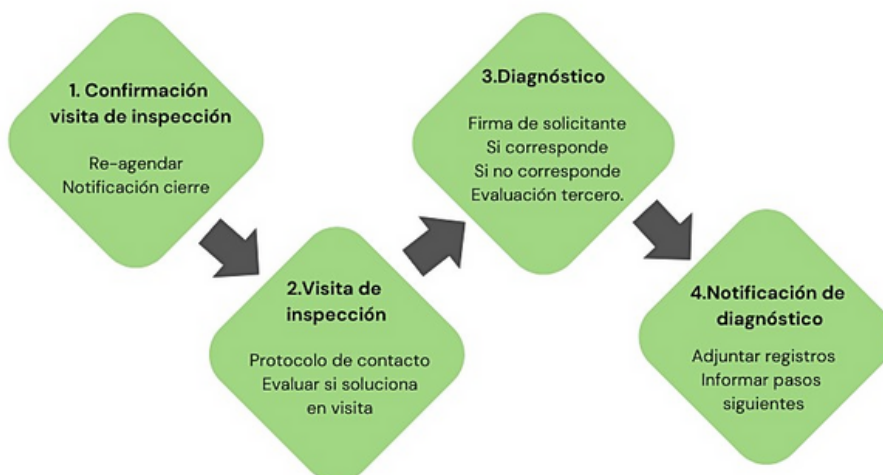 1. Confirmación
visita de inspección
Re-agendar
Notificación cierre
2.Visita de
inspección
Protocolo de contacto
Evaluar si soluciona
en visita
3.Diagnóstico
Firma de solicitante
Si corresponde
Si no corresponde
Evaluación tercero.
4.Notificación de
diagnóstico
Adjuntar registros
Informar pasos
siguientes